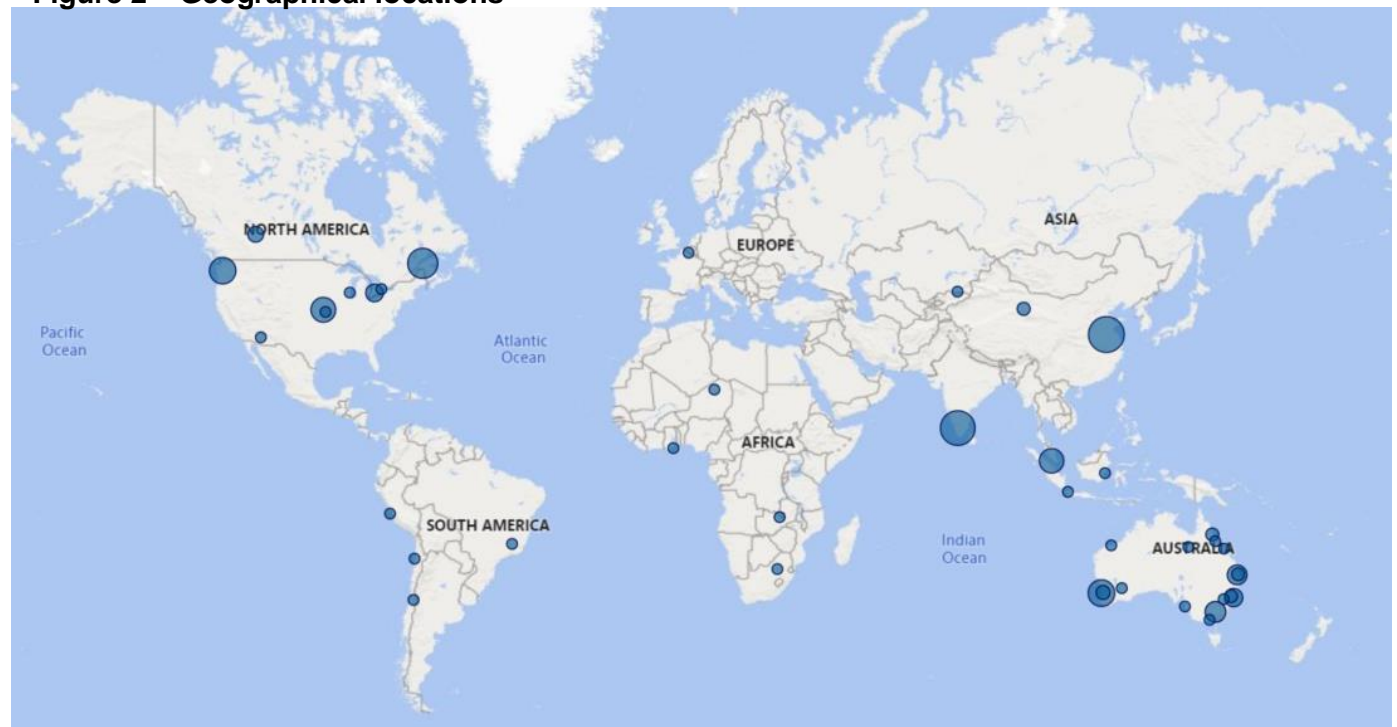 Figure 2 – Geographical locations
NORTH AMERICA
ASIA
EUROPE
Pacific
Ocean
Atlantic
Ocean
AFRICA
SOUTH AMERICA
Indian
Ocean
AUSTRALIA